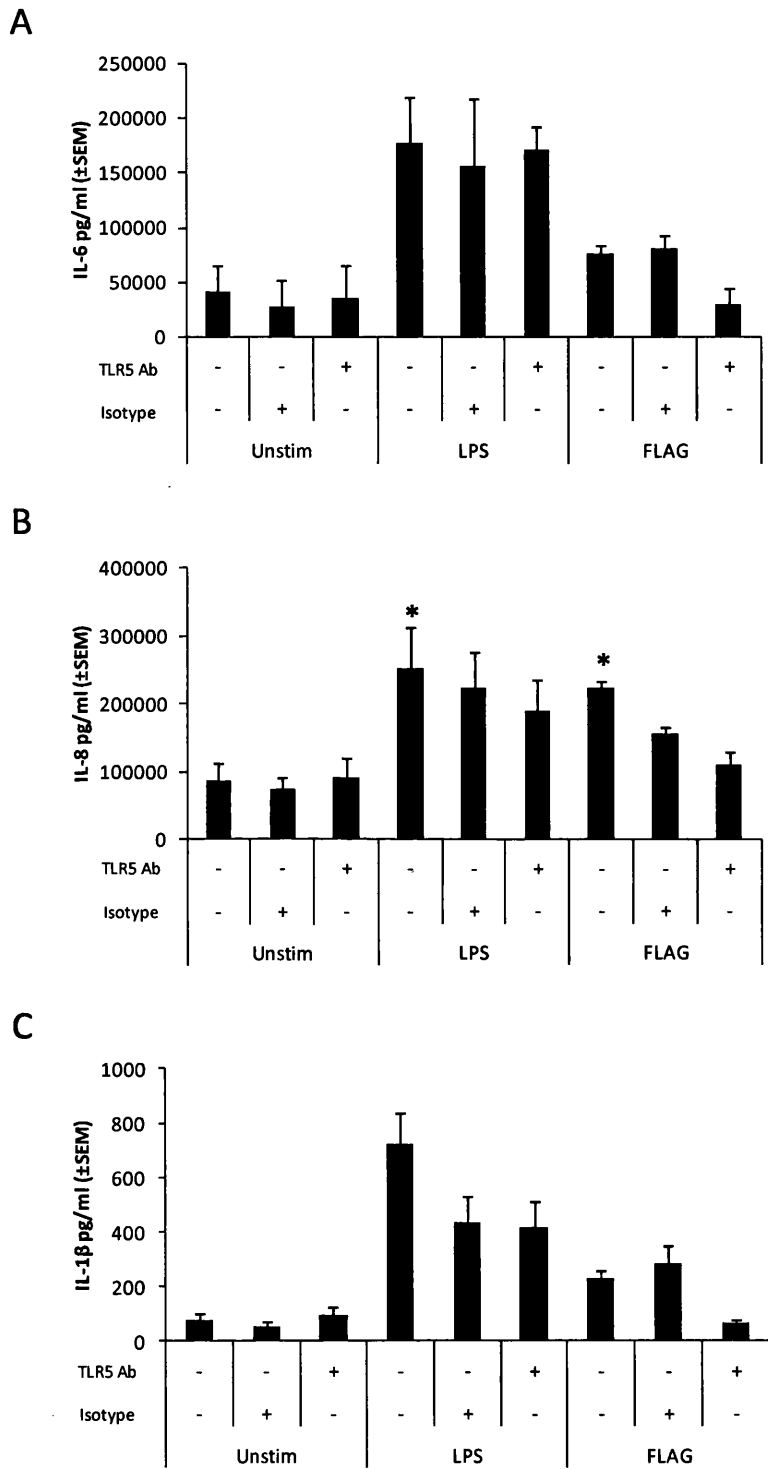 A
IL-6 pg/ml (±SEM)
250000
200000
150000
100000
50000
0
TLR5 Ab - - + - - + - - +
Isotype - + - - + - - + -
Unstim LPS FLAG
B
IL-8 pg/ml (±SEM)
400000
300000
200000
100000
0
* *
TLR5 Ab - - + - - + - - +
Isotype - + - - + - - + -
Unstim LPS FLAG
C
IL-1β pg/ml (±SEM)
1000
800
600
400
200
0
TLR5 Ab - - + - - + - - +
Isotype - + - - + - - + -
Unstim LPS FLAG